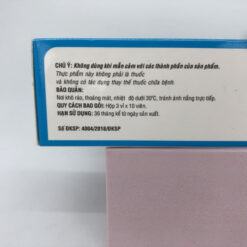 CHÚ Ý: Không dùng khi mẫn cảm với các thành phần của sản phẩm.
Thực phẩm này không phải là thuốc
và không có tác dụng thay thế thuốc chữa bệnh.
BẢO QUẢN:
Nơi khô ráo, thoáng mát, nhiệt độ dưới 30°C, tránh ánh nắng trực tiếp.
QUY CÁCH BAO GÓI: Hộp 3 vỉ x 10 viên.
HẠN SỬ DỤNG: 36 tháng kể từ ngày sản xuất.
Số ĐKSP: 4004/2018/ĐKSP